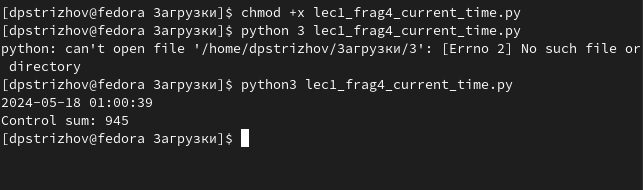 [dpstrizhov@fedora Загрузки]$ chmod +x lec1_frag4_current_time.py
[dpstrizhov@fedora Загрузки]$ python 3 lec1_frag4_current_time.py
python: can't open file '/home/dpstrizhov/Загрузки/3': [Errno 2] No such file or
 directory
[dpstrizhov@fedora Загрузки]$ python3 lec1_frag4_current_time.py
2024-05-18 01:00:39
Control sum: 945
[dpstrizhov@fedora Загрузки]$